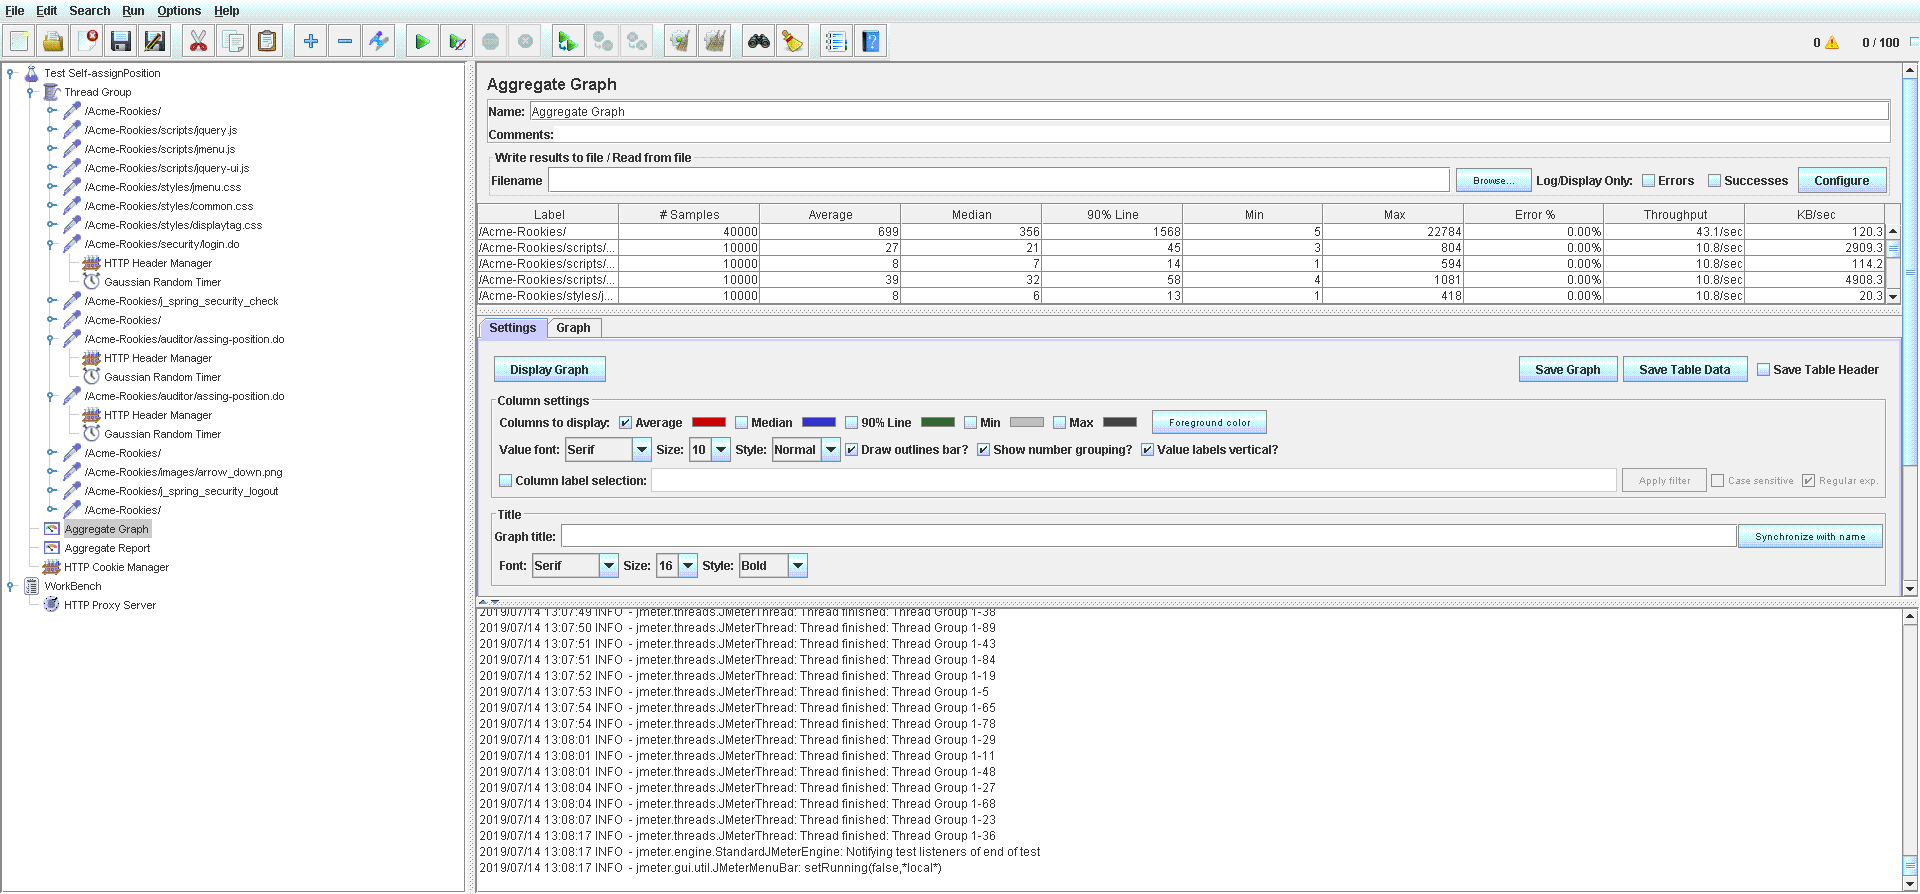 File Edit Search Run Options Help
0 0 / 100
Test Self-assignPosition
Thread Group
/Acme-Rookies/
/Acme-Rookies/scripts/jquery.js
/Acme-Rookies/scripts/jmenu.js
/Acme-Rookies/scripts/jquery-ui.js
/Acme-Rookies/styles/jmenu.css
/Acme-Rookies/styles/common.css
/Acme-Rookies/styles/displaytag.css
/Acme-Rookies/security/login.do
HTTP Header Manager
Gaussian Random Timer
/Acme-Rookies/j_spring_security_check
/Acme-Rookies/
/Acme-Rookies/auditor/assing-position.do
HTTP Header Manager
Gaussian Random Timer
/Acme-Rookies/auditor/assing-position.do
HTTP Header Manager
Gaussian Random Timer
/Acme-Rookies/
/Acme-Rookies/images/arrow_down.png
/Acme-Rookies/j_spring_security_logout
/Acme-Rookies/
Aggregate Graph
Aggregate Report
HTTP Cookie Manager
WorkBench
HTTP Proxy Server
Aggregate Graph
Name: Aggregate Graph
Comments:
Write results to file / Read from file
Filename Browse... Log/Display Only: Errors Successes Configure
Label # Samples Average Median 90% Line Min Max Error % Throughput KB/sec
/Acme-Rookies/ 40000 699 356 1568 5 22784 0.00% 43.1/sec 120.3
/Acme-Rookies/scripts/... 10000 27 21 45 3 804 0.00% 10.8/sec 2909.3
/Acme-Rookies/scripts/... 10000 8 7 14 1 594 0.00% 10.8/sec 114.2
/Acme-Rookies/scripts/... 10000 39 32 58 4 1081 0.00% 10.8/sec 4908.3
/Acme-Rookies/styles/j... 10000 8 6 13 1 418 0.00% 10.8/sec 20.3
Settings Graph
Display Graph Save Graph Save Table Data Save Table Header
Column settings
Columns to display: Average Median 90% Line Min Max Foreground color
Value font: Serif Size: 10 Style: Normal Draw outlines bar? Show number grouping? Value labels vertical?
Column label selection: Apply filter Case sensitive Regular exp.
Title
Graph title: Synchronize with name
Font: Serif Size: 16 Style: Bold
2019/07/14 13:07:49 INFO - jmeter.threads.JMeterThread: Thread finished: Thread Group 1-38
2019/07/14 13:07:50 INFO - jmeter.threads.JMeterThread: Thread finished: Thread Group 1-89
2019/07/14 13:07:51 INFO - jmeter.threads.JMeterThread: Thread finished: Thread Group 1-43
2019/07/14 13:07:51 INFO - jmeter.threads.JMeterThread: Thread finished: Thread Group 1-84
2019/07/14 13:07:52 INFO - jmeter.threads.JMeterThread: Thread finished: Thread Group 1-19
2019/07/14 13:07:53 INFO - jmeter.threads.JMeterThread: Thread finished: Thread Group 1-5
2019/07/14 13:07:54 INFO - jmeter.threads.JMeterThread: Thread finished: Thread Group 1-65
2019/07/14 13:07:54 INFO - jmeter.threads.JMeterThread: Thread finished: Thread Group 1-78
2019/07/14 13:08:01 INFO - jmeter.threads.JMeterThread: Thread finished: Thread Group 1-29
2019/07/14 13:08:01 INFO - jmeter.threads.JMeterThread: Thread finished: Thread Group 1-11
2019/07/14 13:08:01 INFO - jmeter.threads.JMeterThread: Thread finished: Thread Group 1-48
2019/07/14 13:08:04 INFO - jmeter.threads.JMeterThread: Thread finished: Thread Group 1-27
2019/07/14 13:08:04 INFO - jmeter.threads.JMeterThread: Thread finished: Thread Group 1-68
2019/07/14 13:08:07 INFO - jmeter.threads.JMeterThread: Thread finished: Thread Group 1-23
2019/07/14 13:08:17 INFO - jmeter.threads.JMeterThread: Thread finished: Thread Group 1-36
2019/07/14 13:08:17 INFO - jmeter.engine.StandardJMeterEngine: Notifying test listeners of end of test
2019/07/14 13:08:17 INFO - jmeter.gui.util.JMeterMenuBar: setRunning(false,*local*)